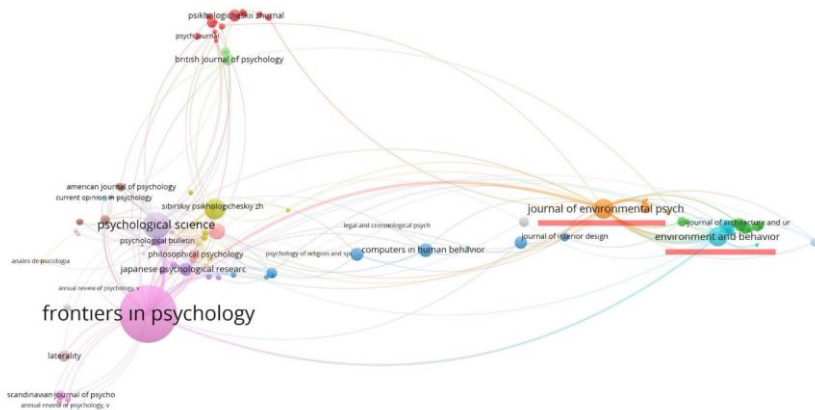 psikhologicheskii zhurnal
psych journal
british journal of psychology
american journal of psychology
current opinion in psychology
sibirskiy psikhologicheskiy zh
psychological science
psychological bulletin
philosophical psychology
anales de psicologia
japanese psychological researc
annual review of psychology, v
frontiers in psychology
laterality
scandinavian journal of psycho
annual review of psychology, v
legal and criminological psych
psychology of religion and spi
computers in human behavior
journal of environmental psych
journal of interior design
journal of architecture and ur
environment and behavior